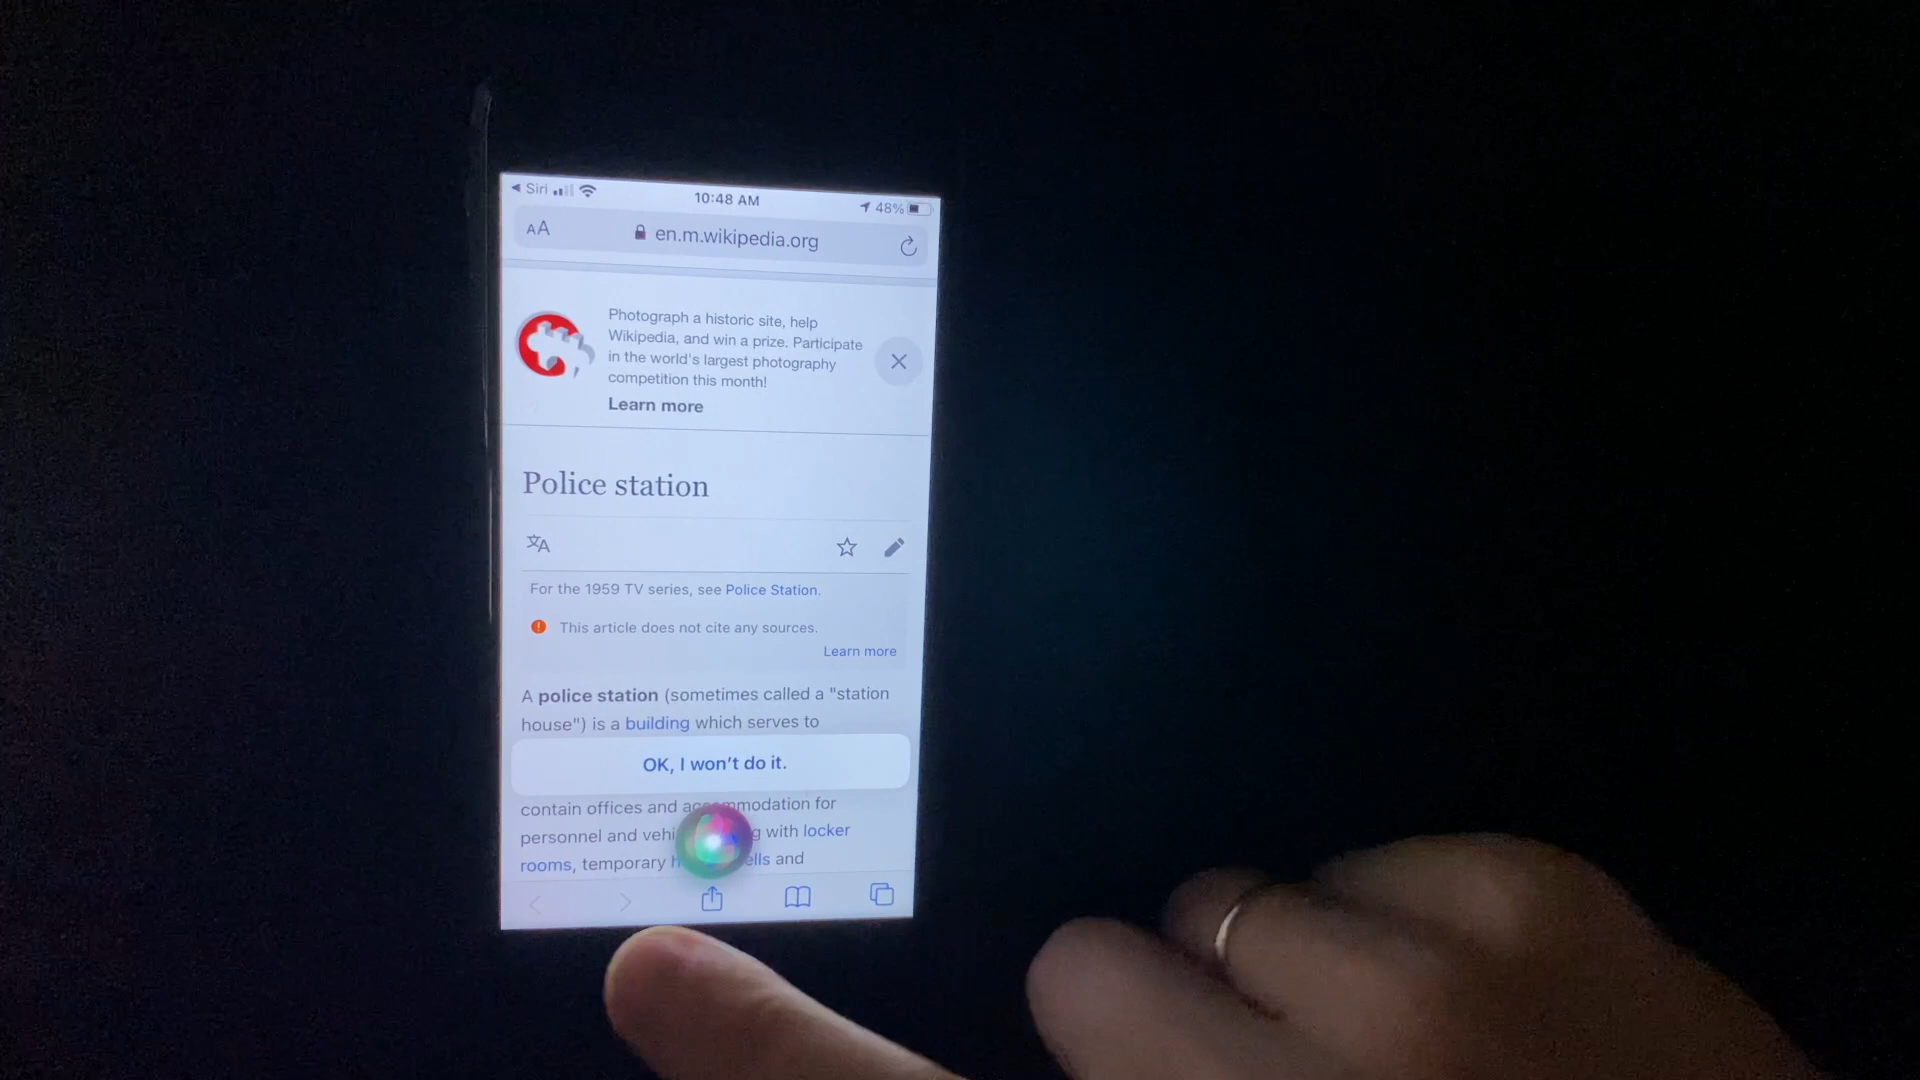 Siri
10:48 AM
48%
AA
en.m.wikipedia.org
Photograph a historic site, help
Wikipedia, and win a prize. Participate
in the world's largest photography
competition this month!
Learn more
Police station
For the 1959 TV series, see Police Station.
This article does not cite any sources.
Learn more
A police station (sometimes called a "station
house") is a building which serves to
OK, I won't do it.
contain offices and accommodation for
personnel and with locker
rooms, temporary and